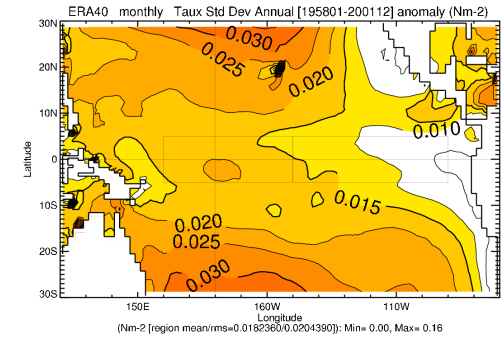 ERA40 monthly Taux Std Dev Annual [195801-200112] anomaly (Nm-2)
30N
20N
10N
0
10S
20S
30S
Latitude
0.030
0.025
0.020
0.010
0.015
0.020
0.025
0.030
150E
160W
110W
Longitude
(Nm-2 [region mean/rms=0.0182360/0.0204390]): Min= 0.00, Max= 0.16